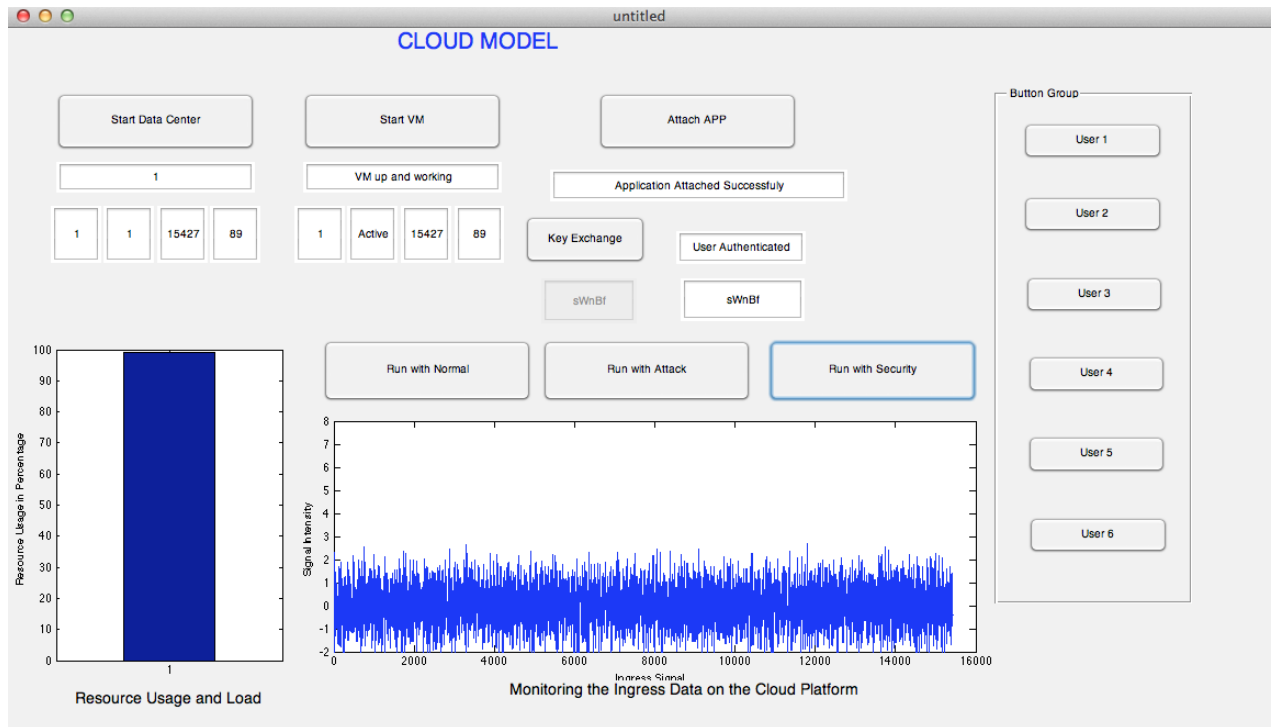 untitled
CLOUD MODEL
Start Data Center
Start VM
Attach APP
1
VM up and working
Application Attached Successfuly
1 1 15427 89
1 Active 15427 89
Key Exchange
User Authenticated
sWnBf
sWnBf
Run with Normal
Run with Attack
Run with Security
Button Group
User 1
User 2
User 3
User 4
User 5
User 6
Resource Usage in Percentage
100
90
80
70
60
50
40
30
20
10
0
1
Resource Usage and Load
Signal Intensity
8
7
6
5
4
3
2
1
0
-1
-2
0 2000 4000 6000 8000 10000 12000 14000 16000
Ingress Signal
Monitoring the Ingress Data on the Cloud Platform